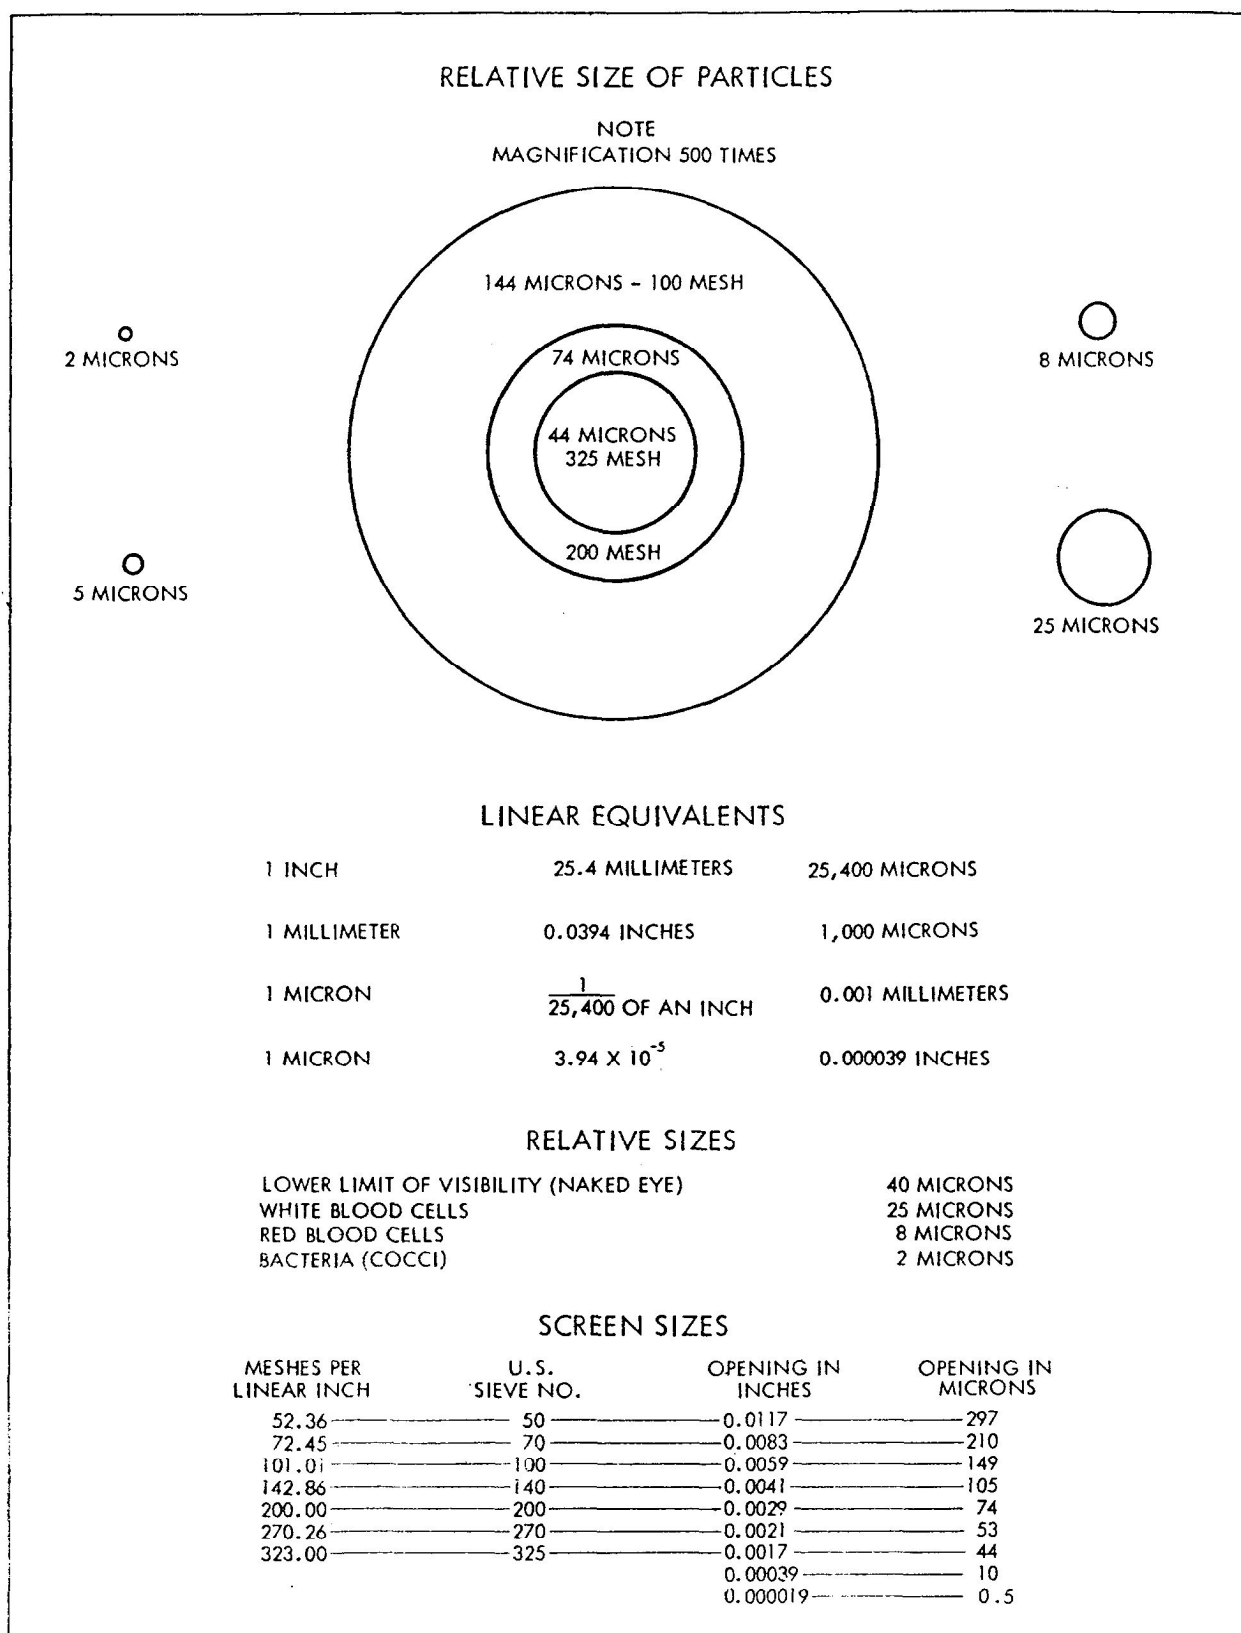 RELATIVE SIZE OF PARTICLES
NOTE
MAGNIFICATION 500 TIMES
144 MICRONS - 100 MESH
2 MICRONS
74 MICRONS
8 MICRONS
44 MICRONS
325 MESH
200 MESH
5 MICRONS
25 MICRONS
LINEAR EQUIVALENTS
1 INCH 25.4 MILLIMETERS 25,400 MICRONS
1 MILLIMETER 0.0394 INCHES 1,000 MICRONS
1 MICRON 1/25,400 OF AN INCH 0.001 MILLIMETERS
1 MICRON 3.94 X 10⁻⁵ 0.000039 INCHES
RELATIVE SIZES
LOWER LIMIT OF VISIBILITY (NAKED EYE) 40 MICRONS
WHITE BLOOD CELLS 25 MICRONS
RED BLOOD CELLS 8 MICRONS
BACTERIA (COCCI) 2 MICRONS
SCREEN SIZES
MESHES PER U.S. OPENING IN OPENING IN
LINEAR INCH SIEVE NO. INCHES MICRONS
52.36 50 0.0117 297
72.45 70 0.0083 210
101.01 100 0.0059 149
142.86 140 0.0041 105
200.00 200 0.0029 74
270.26 270 0.0021 53
323.00 325 0.0017 44
0.00039 10
0.000019 0.5